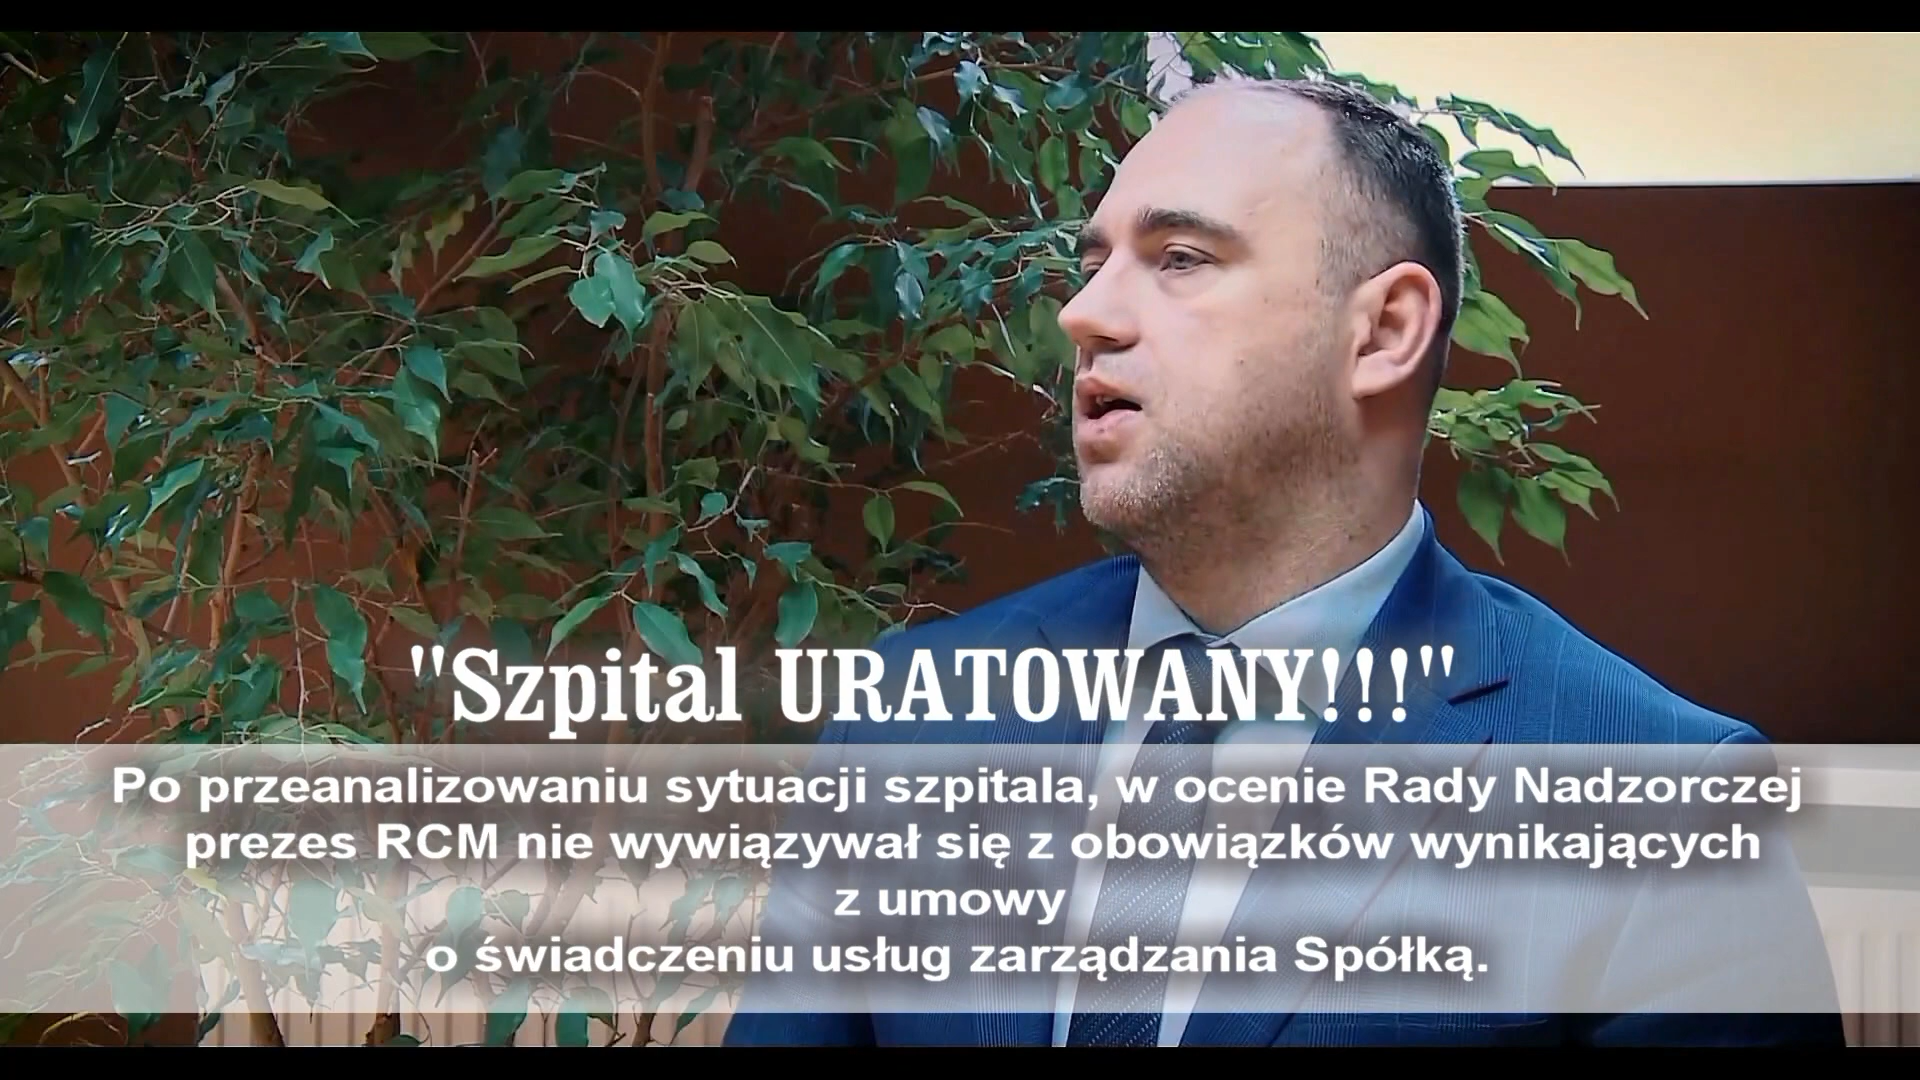 "Szpital URATOWANY!!!"
Po przeanalizowaniu sytuacji szpitala, w ocenie Rady Nadzorczej
prezes RCM nie wywiązywał się z obowiązków wynikających
z umowy
o świadczeniu usług zarządzania Spółką.